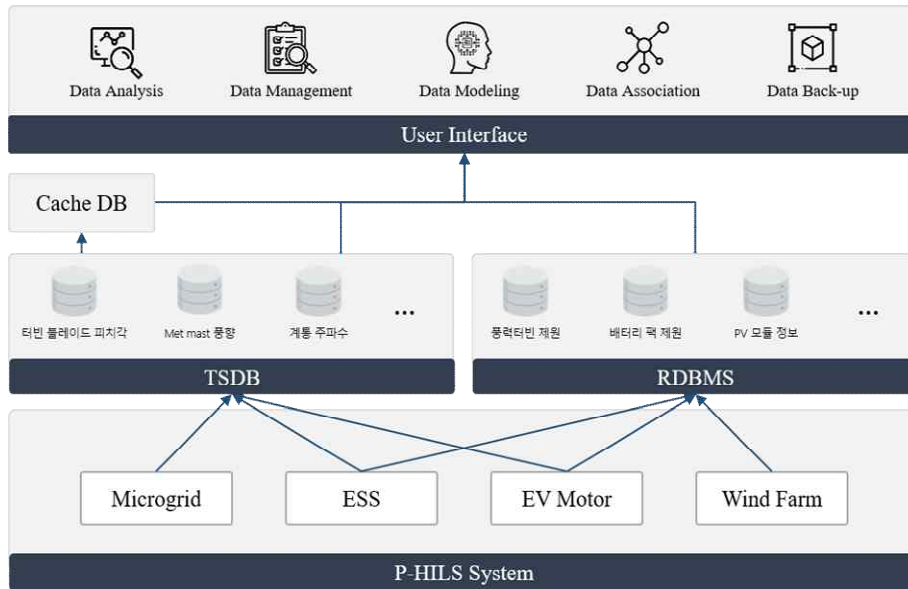 Data Analysis
Data Management
Data Modeling
Data Association
Data Back-up
User Interface
Cache DB
터빈 블레이드 피치각
Met mast 풍향
계통 주파수
...
풍력터빈 제원
배터리 팩 제원
PV 모듈 정보
...
TSDB
RDBMS
Microgrid
ESS
EV Motor
Wind Farm
P-HILS System